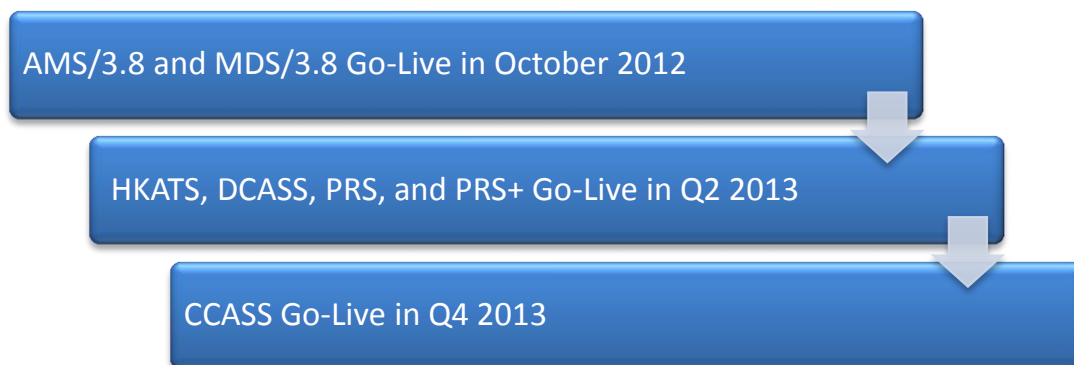 AMS/3.8 and MDS/3.8 Go-Live in October 2012
HKATS, DCASS, PRS, and PRS+ Go-Live in Q2 2013
CCASS Go-Live in Q4 2013